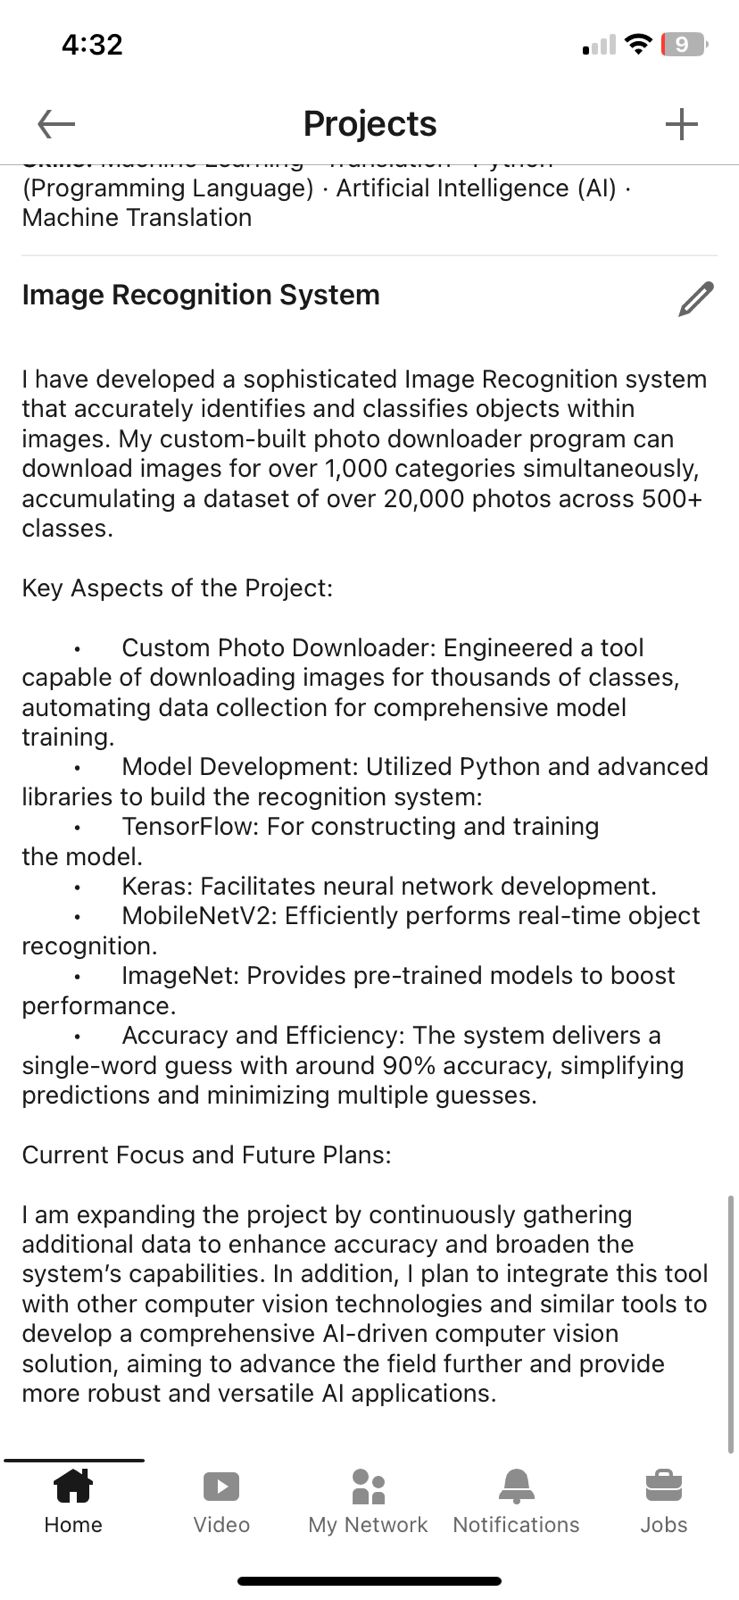 4:32
9
Projects
(Programming Language) · Artificial Intelligence (AI) ·
Machine Translation
Image Recognition System
I have developed a sophisticated Image Recognition system
that accurately identifies and classifies objects within
images. My custom-built photo downloader program can
download images for over 1,000 categories simultaneously,
accumulating a dataset of over 20,000 photos across 500+
classes.
Key Aspects of the Project:
• Custom Photo Downloader: Engineered a tool
capable of downloading images for thousands of classes,
automating data collection for comprehensive model
training.
• Model Development: Utilized Python and advanced
libraries to build the recognition system:
• TensorFlow: For constructing and training
the model.
• Keras: Facilitates neural network development.
• MobileNetV2: Efficiently performs real-time object
recognition.
• ImageNet: Provides pre-trained models to boost
performance.
• Accuracy and Efficiency: The system delivers a
single-word guess with around 90% accuracy, simplifying
predictions and minimizing multiple guesses.
Current Focus and Future Plans:
I am expanding the project by continuously gathering
additional data to enhance accuracy and broaden the
system’s capabilities. In addition, I plan to integrate this tool
with other computer vision technologies and similar tools to
develop a comprehensive AI-driven computer vision
solution, aiming to advance the field further and provide
more robust and versatile AI applications.
Home
Video
My Network
Notifications
Jobs